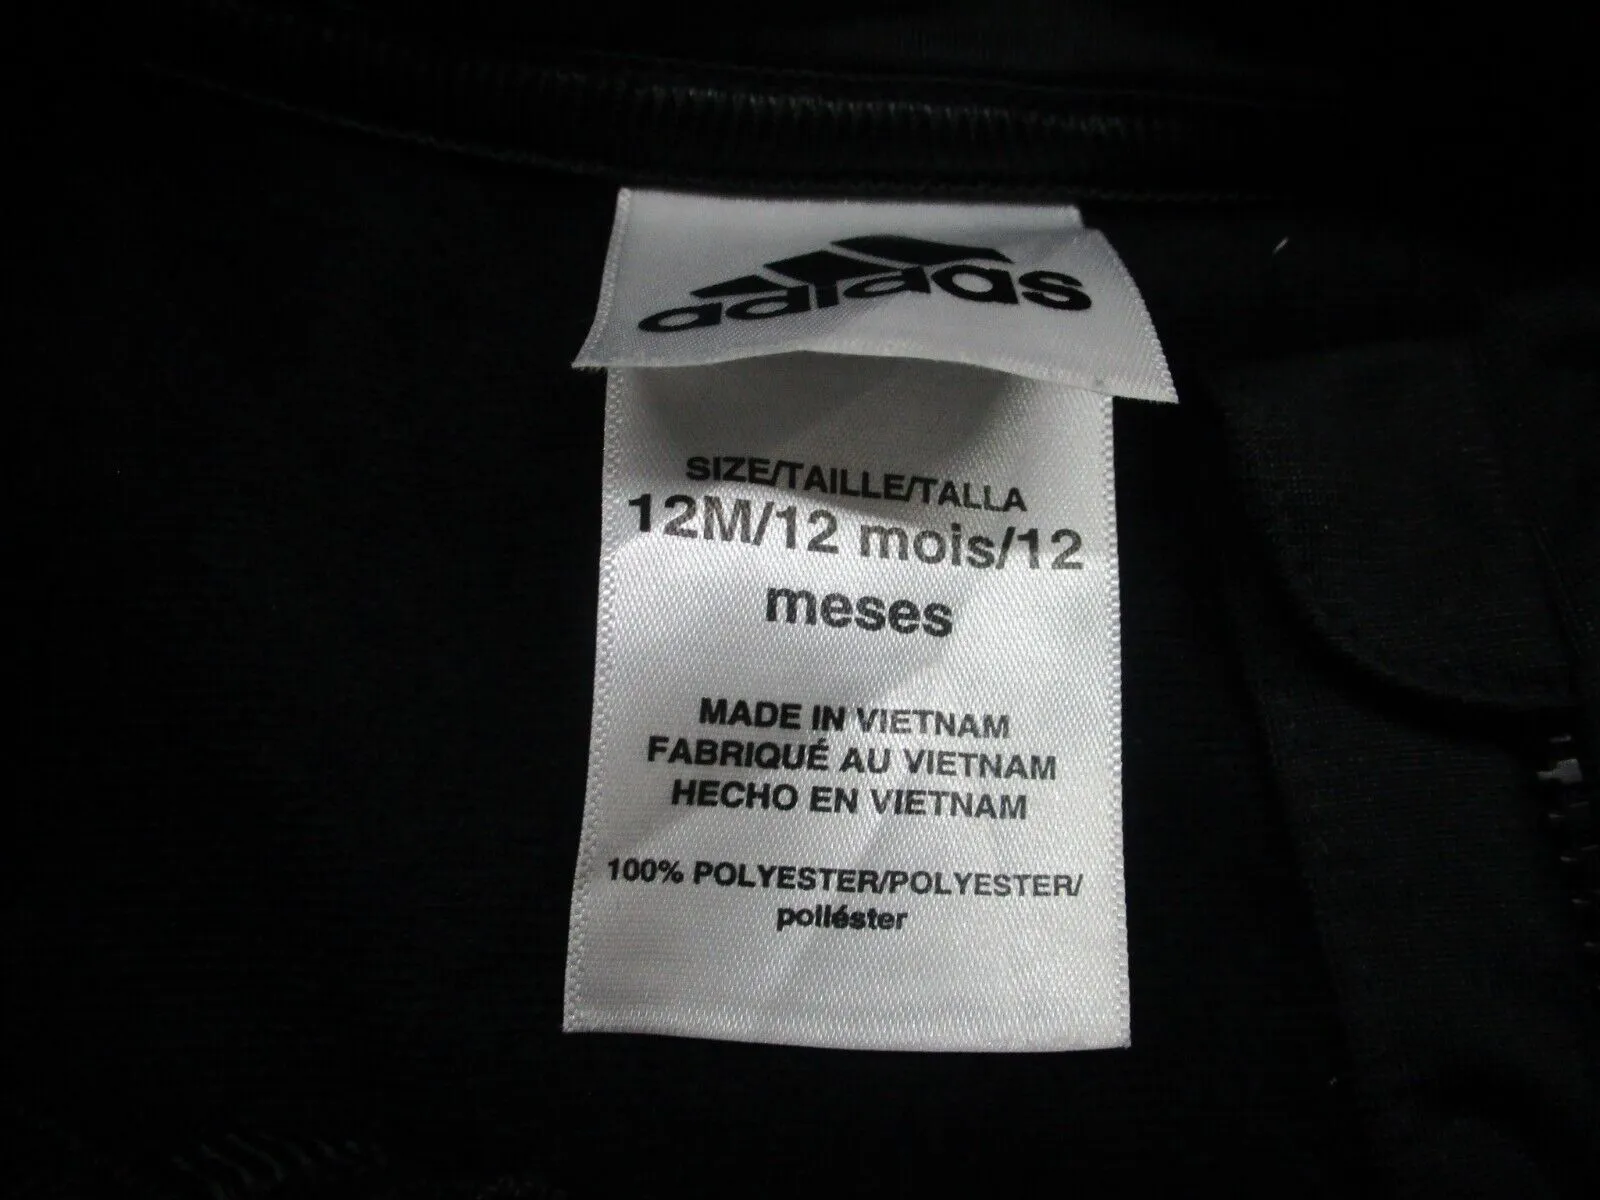 adidas
SIZE/TAILLE/TALLA
12M/12 mois/12
meses
MADE IN VIETNAM
FABRIQUÉ AU VIETNAM
HECHO EN VIETNAM
100% POLYESTER/POLYESTER/
poliéster